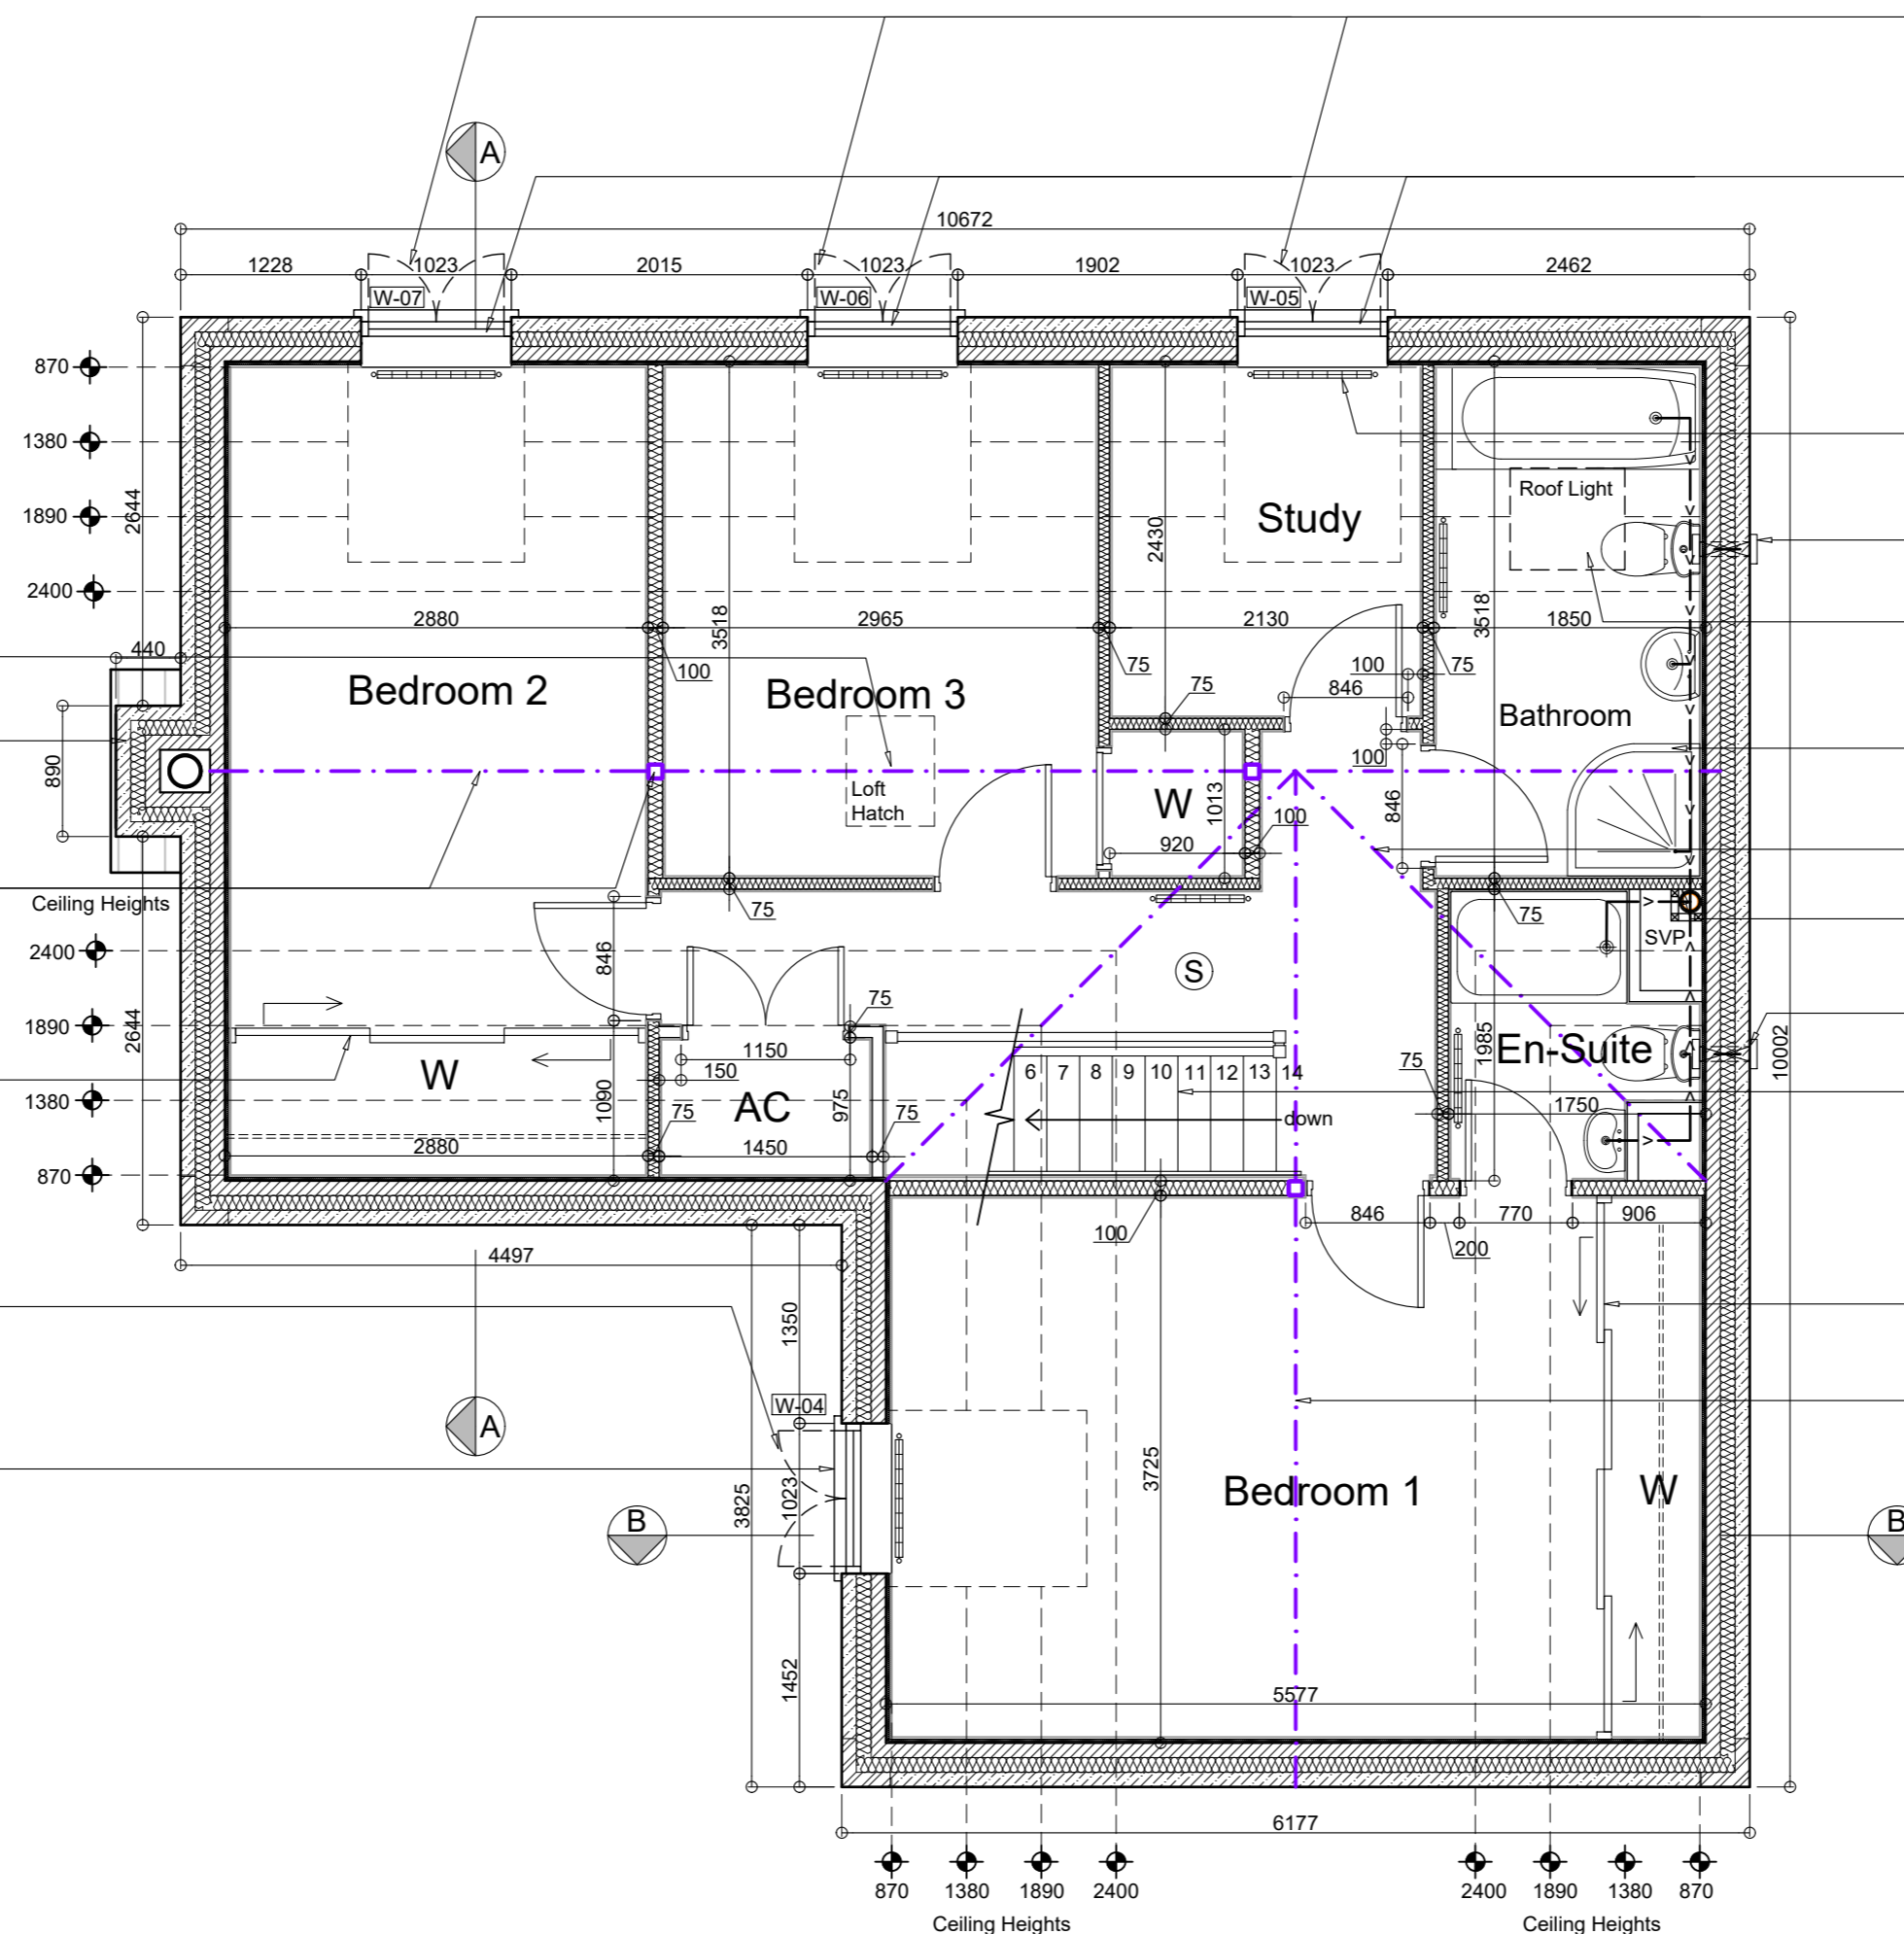 A
10672
1228
1023
2015
1023
1902
1023
2462
W-07
W-06
W-05
870
1380
1890
2400
2644
Roof Light
Study
2430
2880
3518
2965
2130
3518
1850
440
100
75
75
100
75
846
Bedroom 2
Bedroom 3
Bathroom
890
100
Loft
Hatch
W
1013
920
100
846
Ceiling Heights
75
75
SVP
2400
846
S
1890
2644
75
1150
150
W
1090
AC
975
75
75
1380
6 7 8 9 10 11 12 13 14
down
1985
En-Suite
75
1750
10002
870
2880
1450
100
846
770
906
200
4497
1350
W-04
A
B
3825
1023
3725
Bedroom 1
W
B
1452
5577
6177
870 1380 1890 2400
2400 1890 1380 870
Ceiling Heights
Ceiling Heights